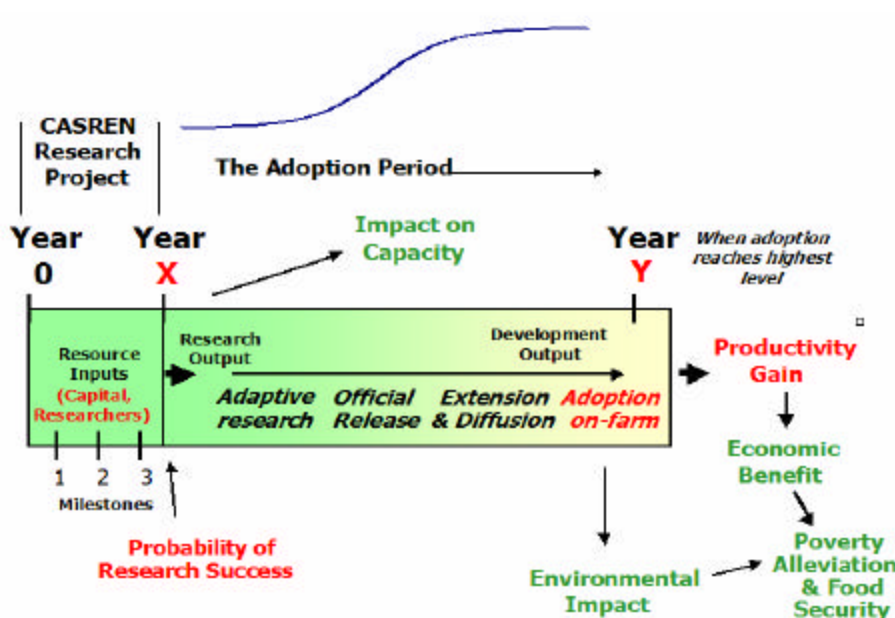 CASREN
Research
Project
The Adoption Period
Year
0
Year
X
Impact on
Capacity
Year
Y
When adoption
reaches highest
level
Resource
Inputs
(Capital,
Researchers)
Research
Output
Development
Output
Adaptive
research
Official
Release
Extension
& Diffusion
Adoption
on-farm
Productivity
Gain
1 2 3
Milestones
Economic
Benefit
Probability of
Research Success
Environmental
Impact
Poverty
Alleviation
& Food
Security